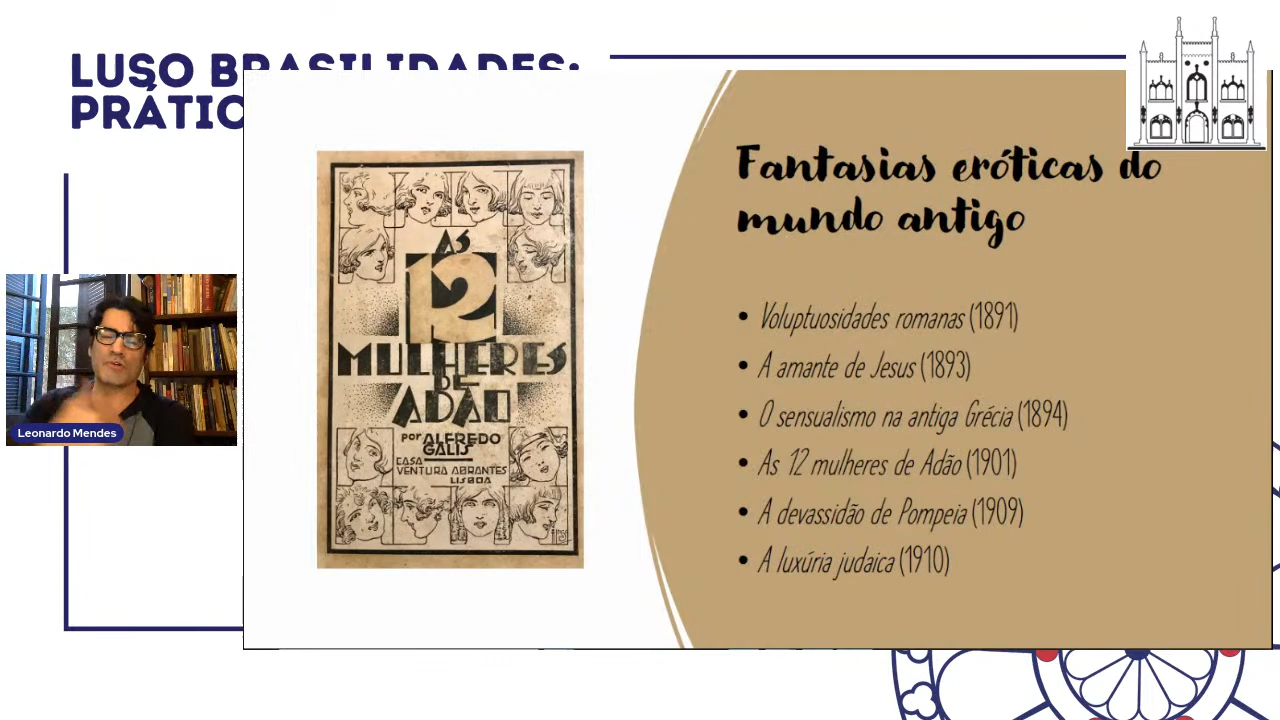 LUSO BRASILIDADES:
PRÁTIC
Leonardo Mendes
AS
12
MULHERES
DE
ADÃO
por ALFREDO
GALIS
CASA
VENTURA ABRANTES
LISBOA
Fantasias eróticas do
mundo antigo
• Voluptuosidades romanas (1891)
• A amante de Jesus (1893)
• O sensualismo na antiga Grécia (1894)
• As 12 mulheres de Adão (1901)
• A devassidão de Pompeia (1909)
• A luxúria judaica (1910)